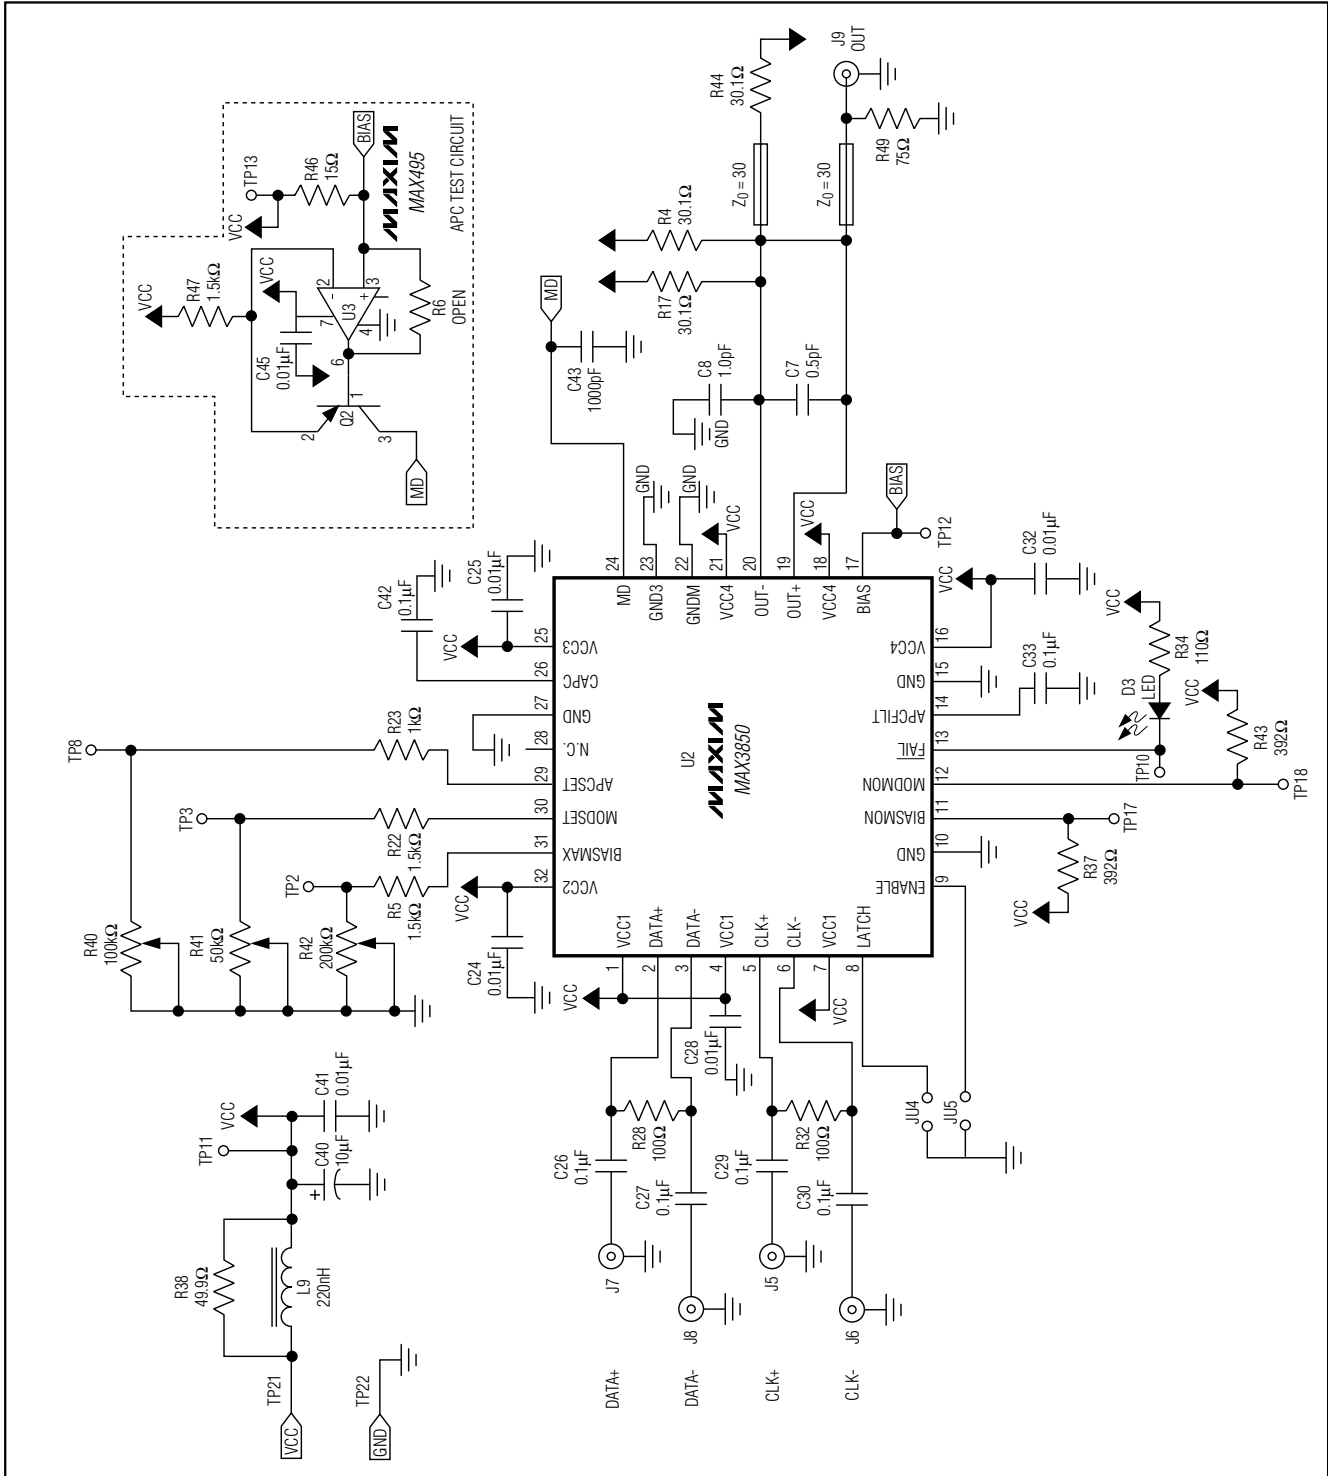 VCC
TP21
R38
49.9Ω
L9
220nH
TP11
VCC
+
C40
10µF
C41
0.01µF
GND
TP22
R40
100kΩ
R41
50kΩ
R42
200kΩ
TP8
TP3
TP2
R23
1kΩ
R22
1.5kΩ
R5
1.5kΩ
VCC
C24
0.01µF
VCC
C42
0.1µF
C25
0.01µF
VCC
R47
1.5kΩ
VCC
C45
0.01µF
VCC
TP13
R46
15Ω
BIAS
MAXIM
MAX495
APC TEST CIRCUIT
2
-
3
+
7
4
U3
6
R6
OPEN
1
Q2
2
3
MD
DATA+
J7
C26
0.1µF
R28
100Ω
DATA-
J8
C27
0.1µF
C28
0.01µF
CLK+
J5
C29
0.1µF
R32
100Ω
CLK-
J6
C30
0.1µF
VCC
JU4
JU5
1
2
3
4
5
6
7
8
VCC1
DATA+
DATA-
VCC1
CLK+
CLK-
VCC1
LATCH
32
31
30
29
28
27
26
25
VCC2
BIASMAX
MODSET
APCSET
N.C.
GND
CAPC
VCC3
U2
MAXIM
MAX3850
ENABLE
GND
BIASMON
MODMON
FAIL
APCFILT
GND
VCC4
9
10
11
12
13
14
15
16
MD
GND3
GNDM
VCC4
OUT-
OUT+
VCC4
BIAS
24
23
22
21
20
19
18
17
GND
GND
VCC
VCC
MD
C43
1000pF
GND
C8
1.0pF
C7
0.5pF
R17
30.1Ω
R4
30.1Ω
Z0 = 30
Z0 = 30
R44
30.1Ω
R49
75Ω
J9
OUT
BIAS
TP12
VCC
C32
0.01µF
C33
0.1µF
VCC
R34
110Ω
D3
LED
TP10
VCC
R43
392Ω
TP18
TP17
R37
392Ω
VCC